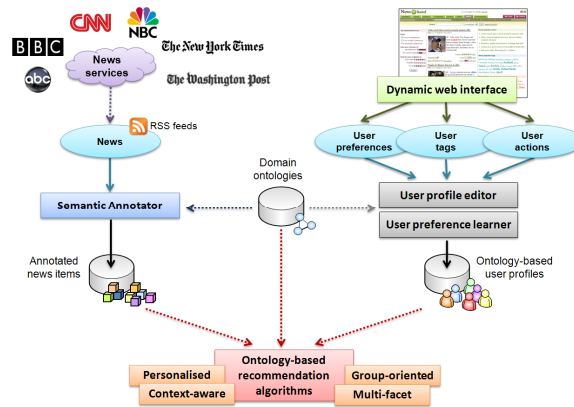 CNN
NBC
BBC
abc
News
services
The New York Times
The Washington Post
RSS feeds
News
Semantic Annotator
Annotated
news items
Domain
ontologies
News@hand
Dynamic web interface
User
preferences
User
tags
User
actions
User profile editor
User preference learner
Ontology-based
user profiles
Ontology-based
recommendation
algorithms
Personalised
Context-aware
Group-oriented
Multi-facet